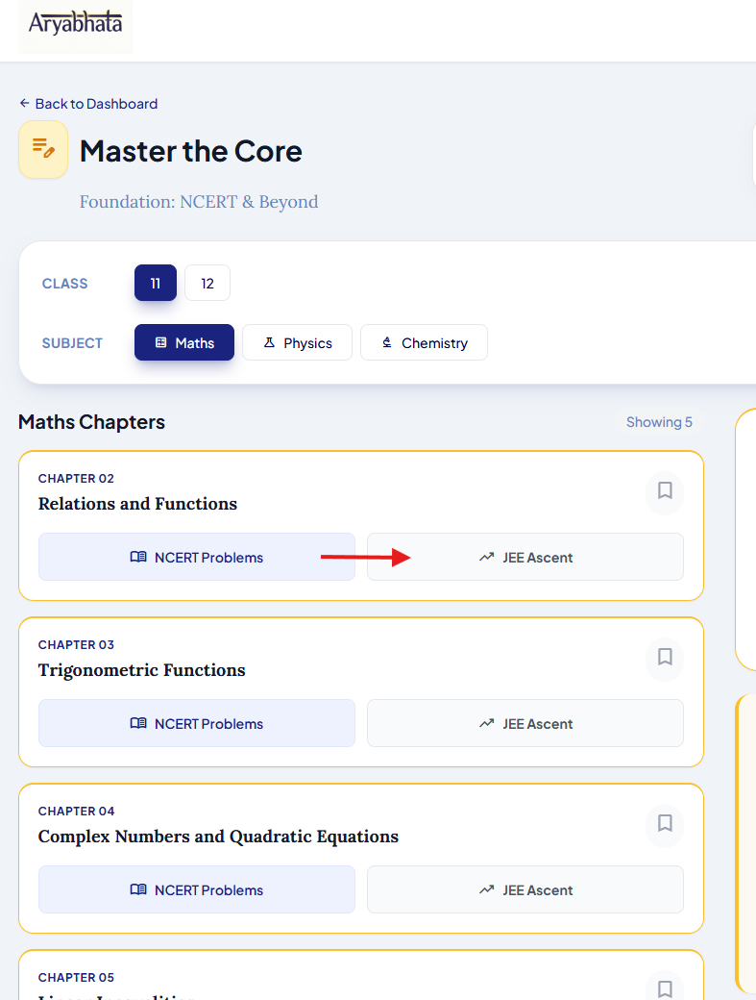 Aryabhata
← Back to Dashboard
Master the Core
Foundation: NCERT & Beyond
CLASS 11 12
SUBJECT Maths Physics Chemistry
Maths Chapters Showing 5
CHAPTER 02
Relations and Functions
NCERT Problems JEE Ascent
CHAPTER 03
Trigonometric Functions
NCERT Problems JEE Ascent
CHAPTER 04
Complex Numbers and Quadratic Equations
NCERT Problems JEE Ascent
CHAPTER 05